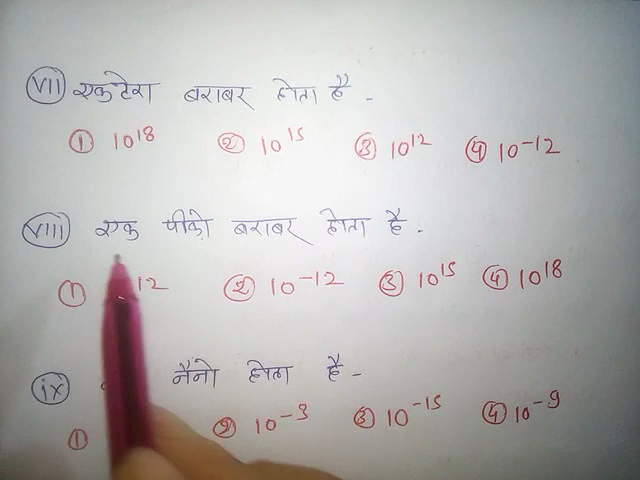 VII एक टेरा बराबर होता है -
① 10¹⁸ ② 10¹⁵ ③ 10¹² ④ 10⁻¹²
VIII एक पीको बराबर होता है -
① 12 ② 10⁻¹² ③ 10¹⁵ ④ 10¹⁸
ix नैनो होता है -
① ② 10⁻³ ③ 10⁻¹⁵ ④ 10⁻⁹